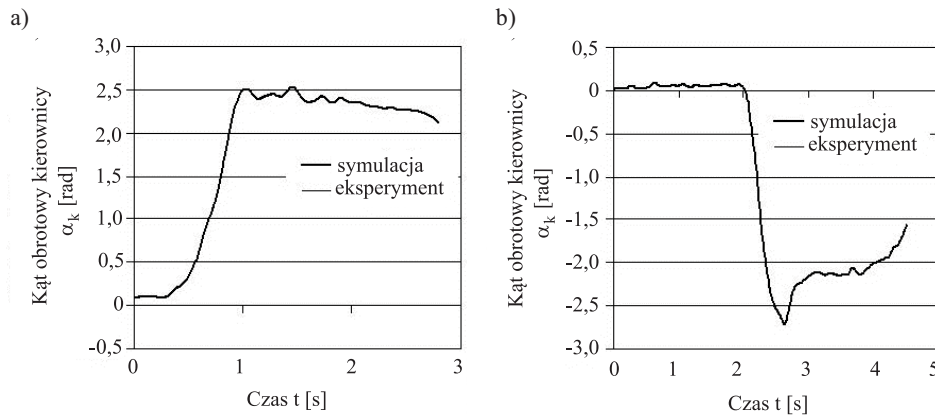 a)
Kąt obrotowy kierownicy
α_k [rad]
3,0
2,5
2,0
1,5
1,0
0,5
0
-0,5
symulacja
eksperyment
0
1
2
3
Czas t [s]
b)
Kąt obrotowy kierownicy
α_k [rad]
0,5
0
-0,5
-1,0
-1,5
-2,0
-2,5
-3,0
symulacja
eksperyment
0
1
2
3
4
5
Czas t [s]